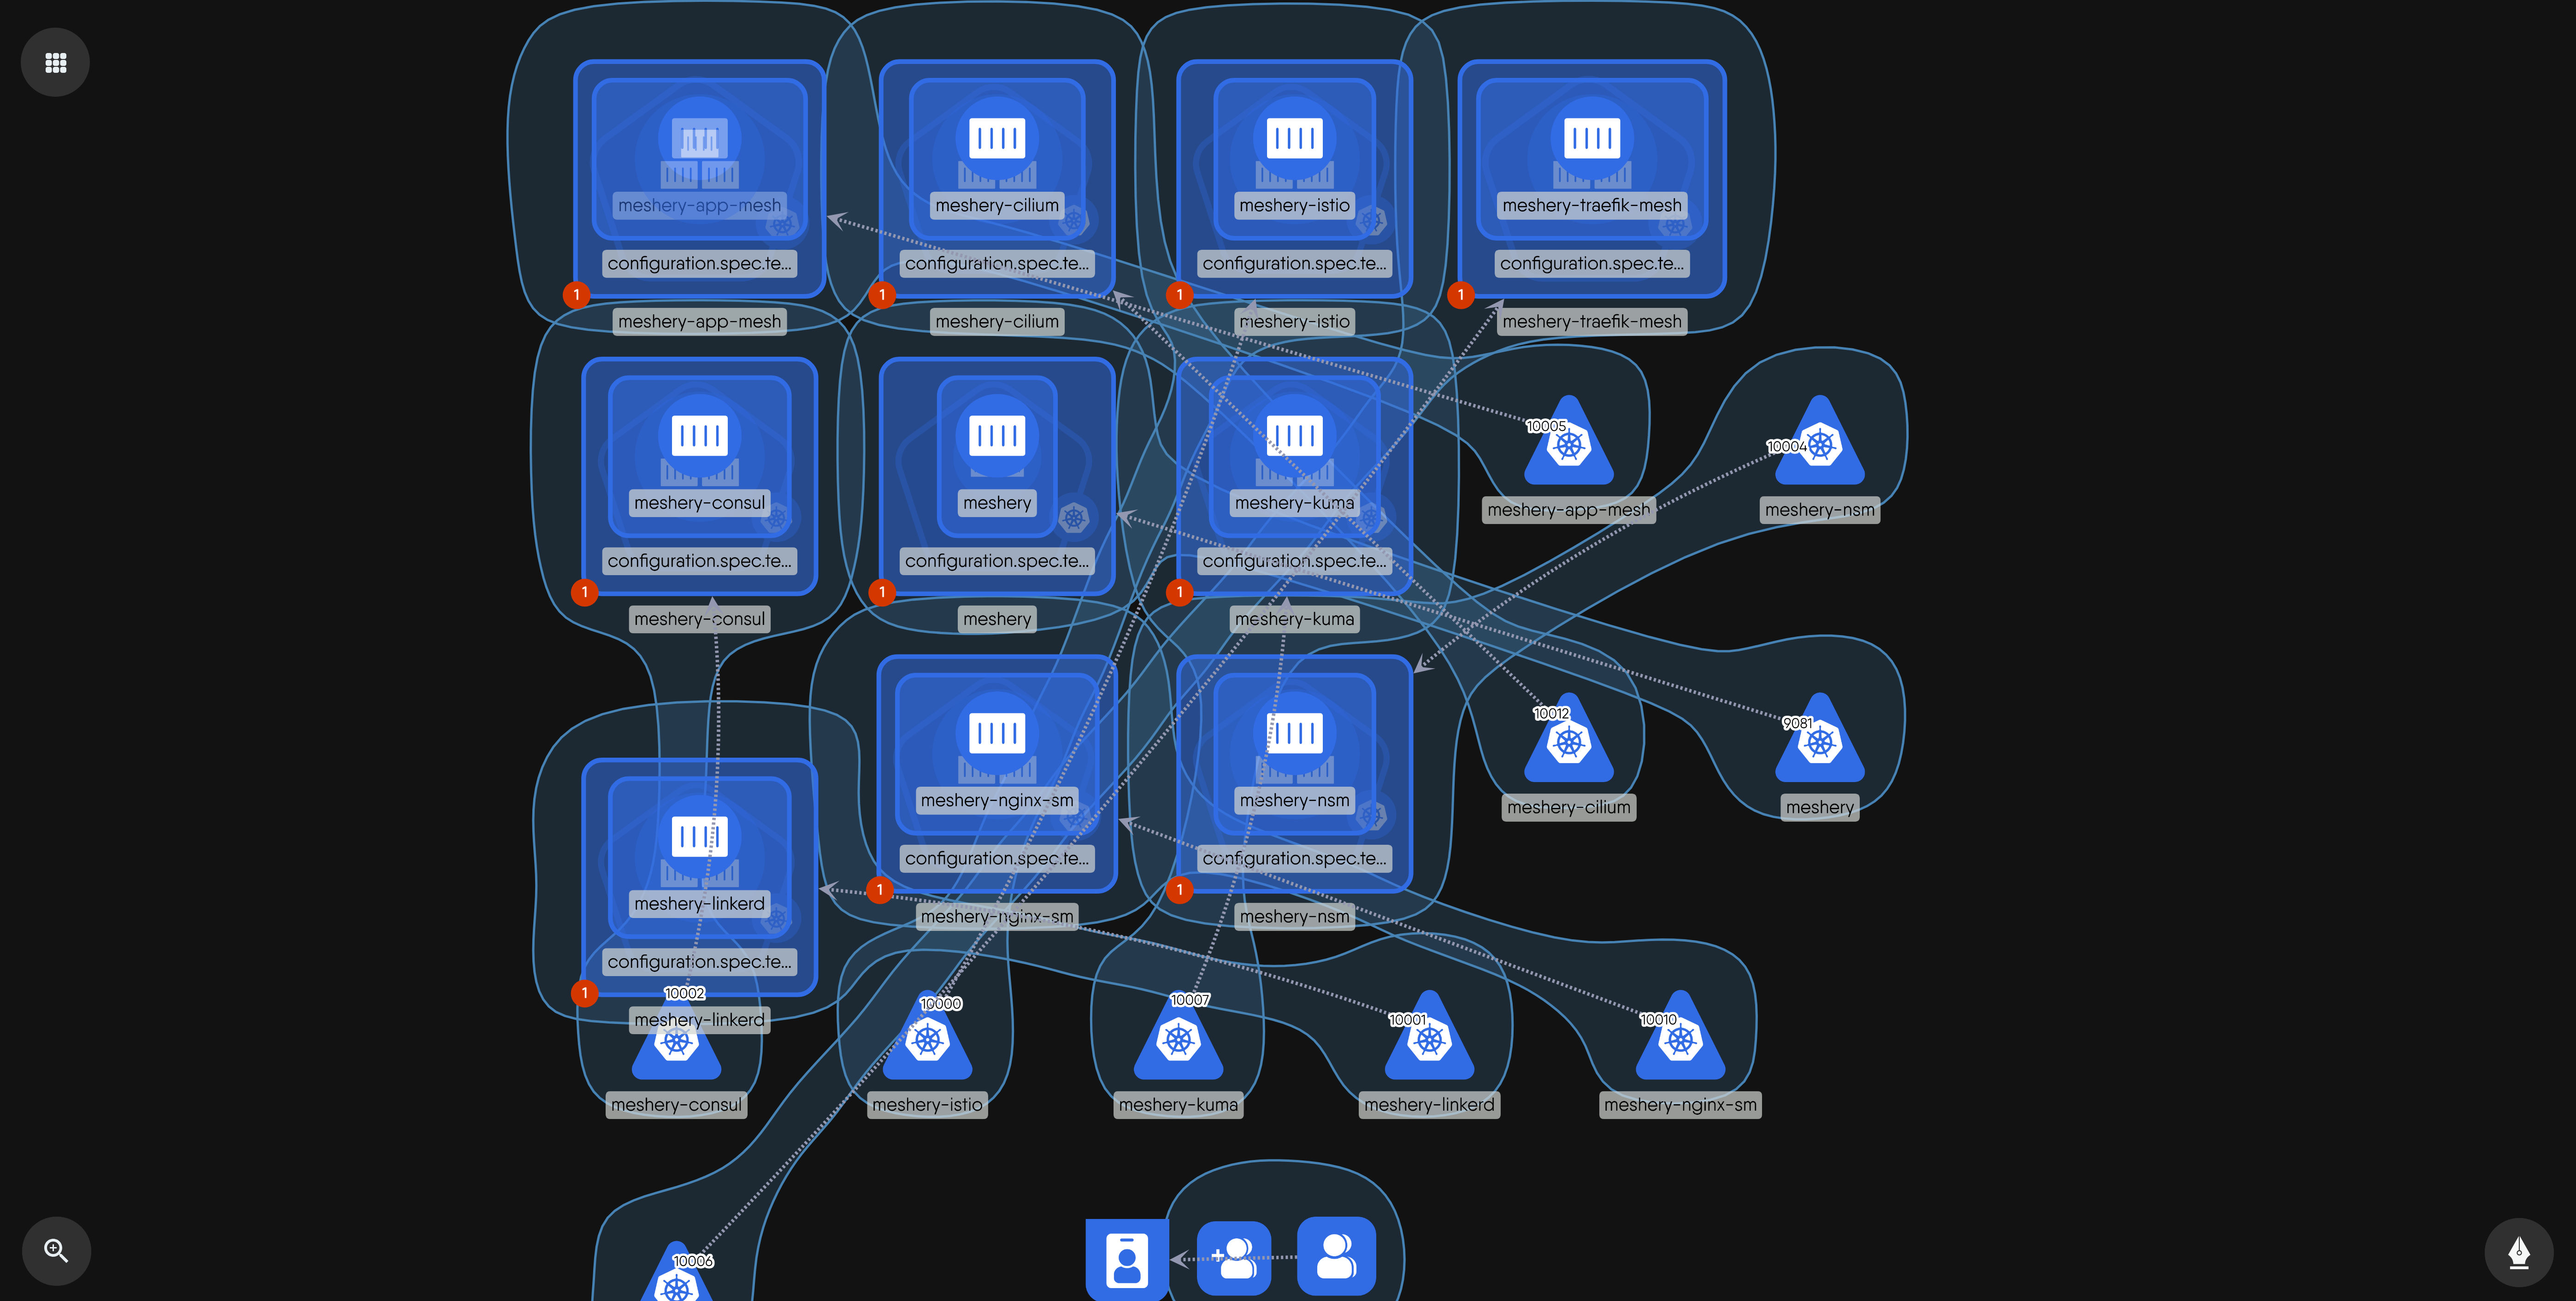 meshery-app-mesh
meshery-cilium
meshery-istio
meshery-traefik-mesh
configuration.spec.te...
configuration.spec.te...
configuration.spec.te...
configuration.spec.te...
1
1
1
1
meshery-app-mesh
meshery-cilium
meshery-istio
meshery-traefik-mesh
10005
10004
meshery-consul
meshery
meshery-kuma
meshery-app-mesh
meshery-nsm
configuration.spec.te...
configuration.spec.te...
configuration.spec.te...
1
1
1
meshery-consul
meshery
meshery-kuma
10012
9081
meshery-nginx-sm
meshery-nsm
meshery-cilium
meshery
configuration.spec.te...
configuration.spec.te...
1
1
meshery-linkerd
meshery-nginx-sm
meshery-nsm
configuration.spec.te...
1
10002
10000
10007
10001
10010
meshery-linkerd
meshery-consul
meshery-istio
meshery-kuma
meshery-linkerd
meshery-nginx-sm
10006